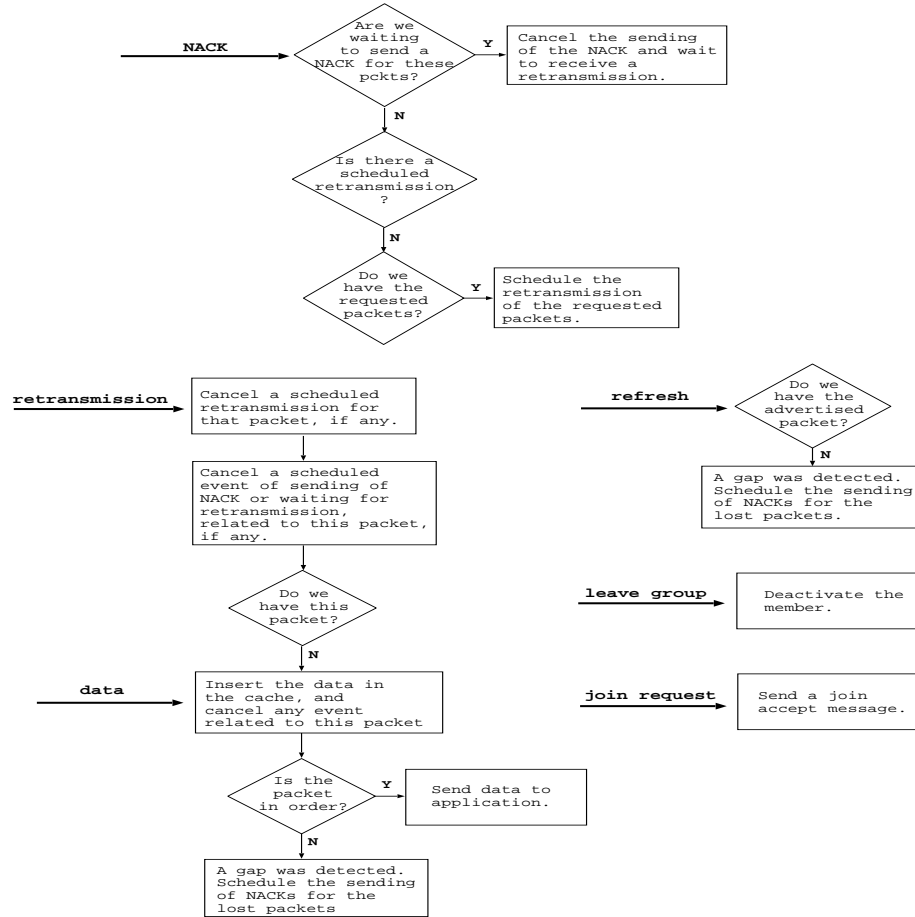 Are we
waiting
to send a
NACK for these
pckts?
NACK
Y
Cancel the sending
of the NACK and wait
to receive a
retransmission.
N
Is there a
scheduled
retransmission
?
N
Do we
have the
requested
packets?
Y
Schedule the
retransmission
of the requested
packets.
retransmission
Cancel a scheduled
retransmission for
that packet, if any.
Cancel a scheduled
event of sending of
NACK or waiting for
retransmission,
related to this packet,
if any.
Do we
have this
packet?
N
data
Insert the data in
the cache, and
cancel any event
related to this packet
Is the
packet
in order?
Y
Send data to
application.
N
A gap was detected.
Schedule the sending
of NACKs for the
lost packets
refresh
Do we
have the
advertised
packet?
N
A gap was detected.
Schedule the sending
of NACKs for the
lost packets.
leave group
Deactivate the
member.
join request
Send a join
accept message.